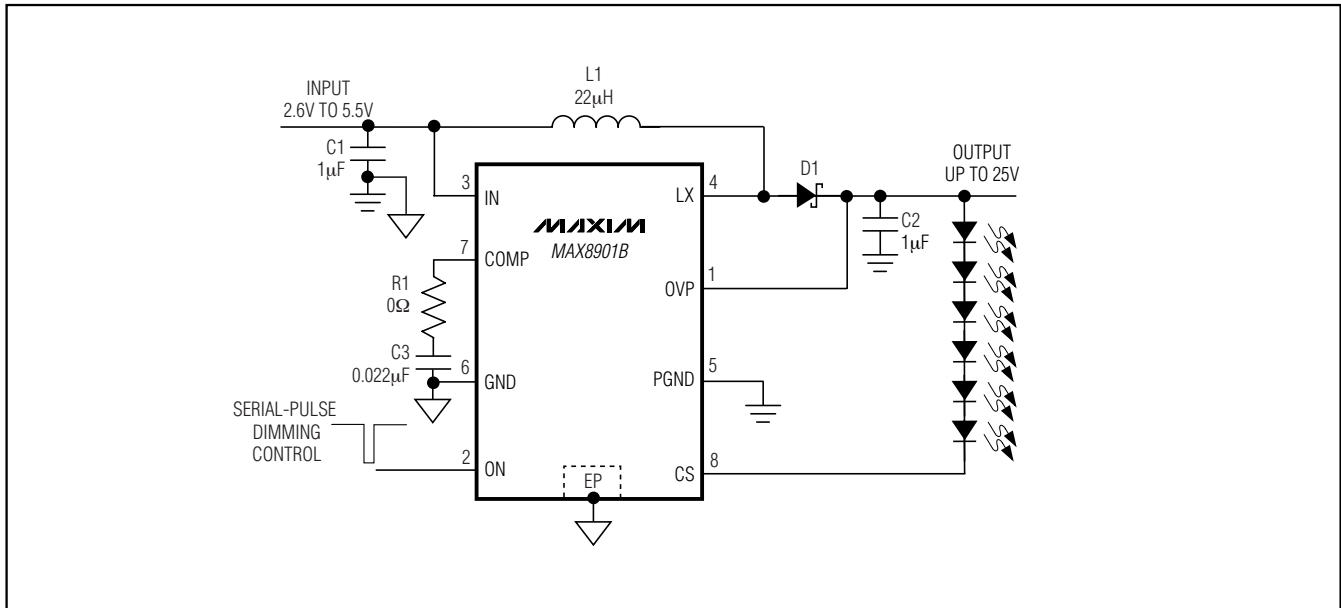 L1
22µH
INPUT
2.6V TO 5.5V
C1
1µF
D1
OUTPUT
UP TO 25V
3
IN
4
LX
MAXIM
MAX8901B
C2
1µF
7
COMP
1
OVP
R1
0Ω
C3
0.022µF
6
GND
5
PGND
SERIAL-PULSE
DIMMING
CONTROL
2
ON
EP
8
CS